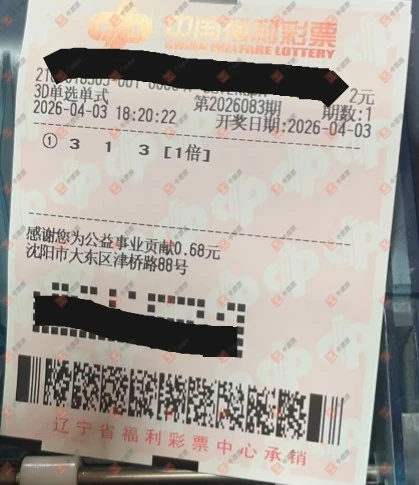 中国福利彩票
CHINA WELFARE LOTTERY
2元
3D单选单式 第2026083期 期数:1
2026-04-03 18:20:22 开奖日期:2026-04-03
① 3 1 3 [1倍]
感谢您为公益事业贡献0.68元
沈阳市大东区津桥路88号
辽宁省福利彩票中心承销